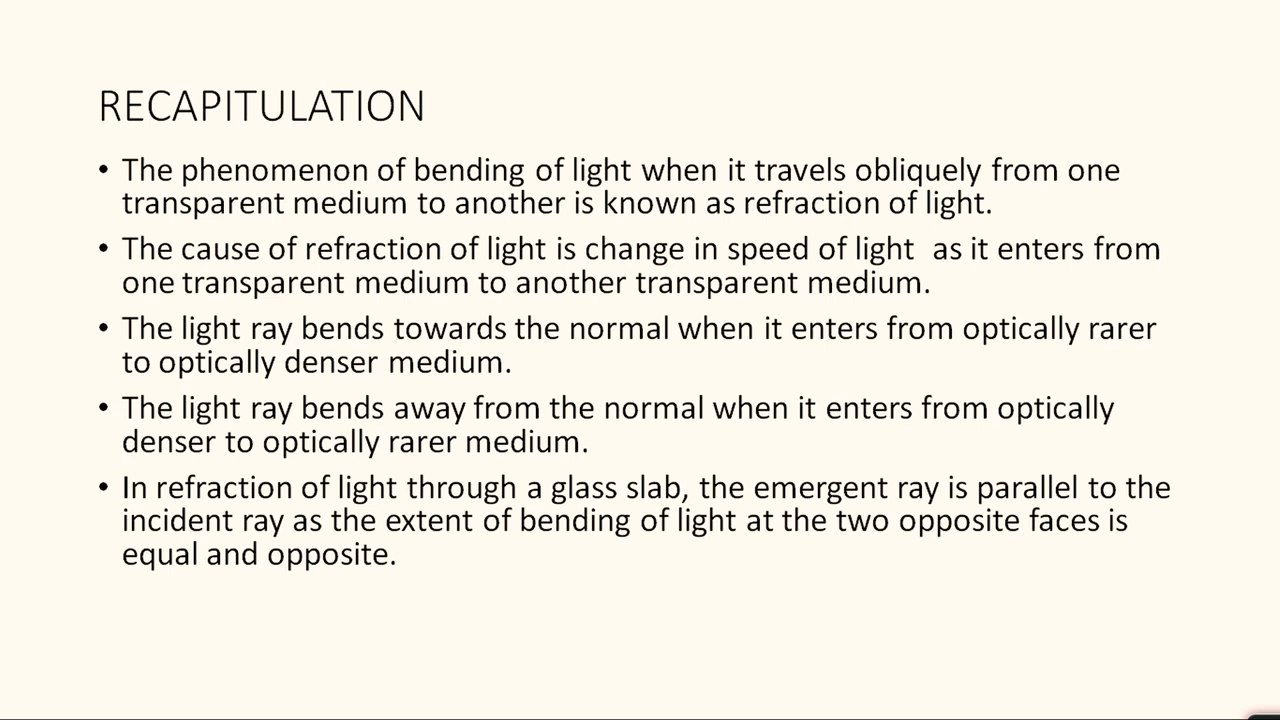 RECAPITULATION
• The phenomenon of bending of light when it travels obliquely from one
transparent medium to another is known as refraction of light.
• The cause of refraction of light is change in speed of light  as it enters from
one transparent medium to another transparent medium.
• The light ray bends towards the normal when it enters from optically rarer
to optically denser medium.
• The light ray bends away from the normal when it enters from optically
denser to optically rarer medium.
• In refraction of light through a glass slab, the emergent ray is parallel to the
incident ray as the extent of bending of light at the two opposite faces is
equal and opposite.